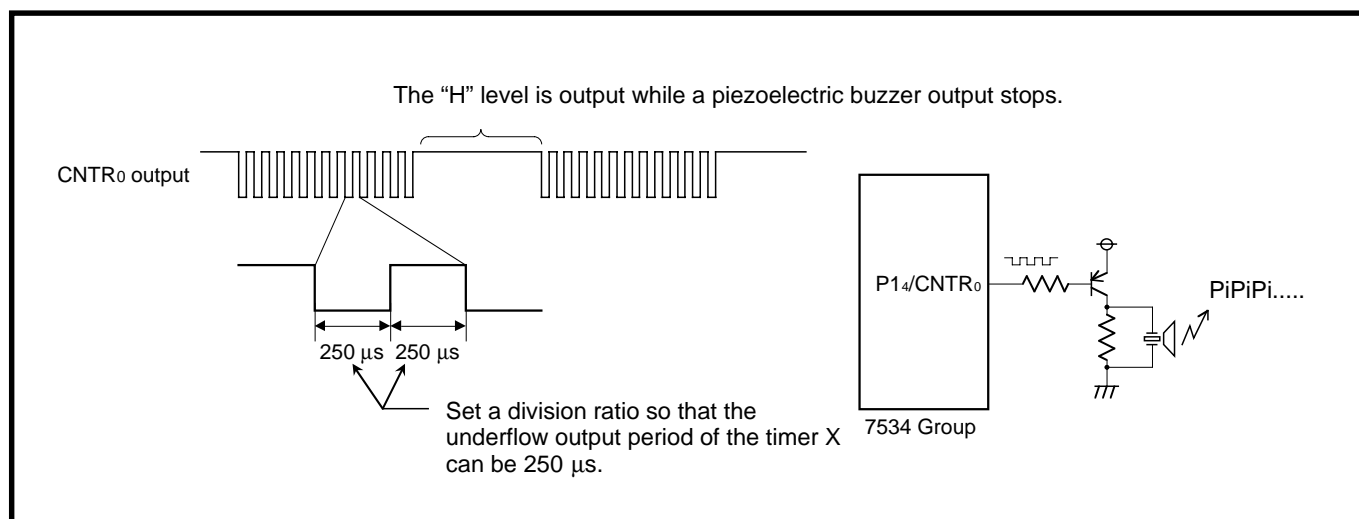 The “H” level is output while a piezoelectric buzzer output stops.
CNTR0 output
250 μs
250 μs
Set a division ratio so that the
underflow output period of the timer X
can be 250 μs.
P14/CNTR0
7534 Group
PiPiPi.....